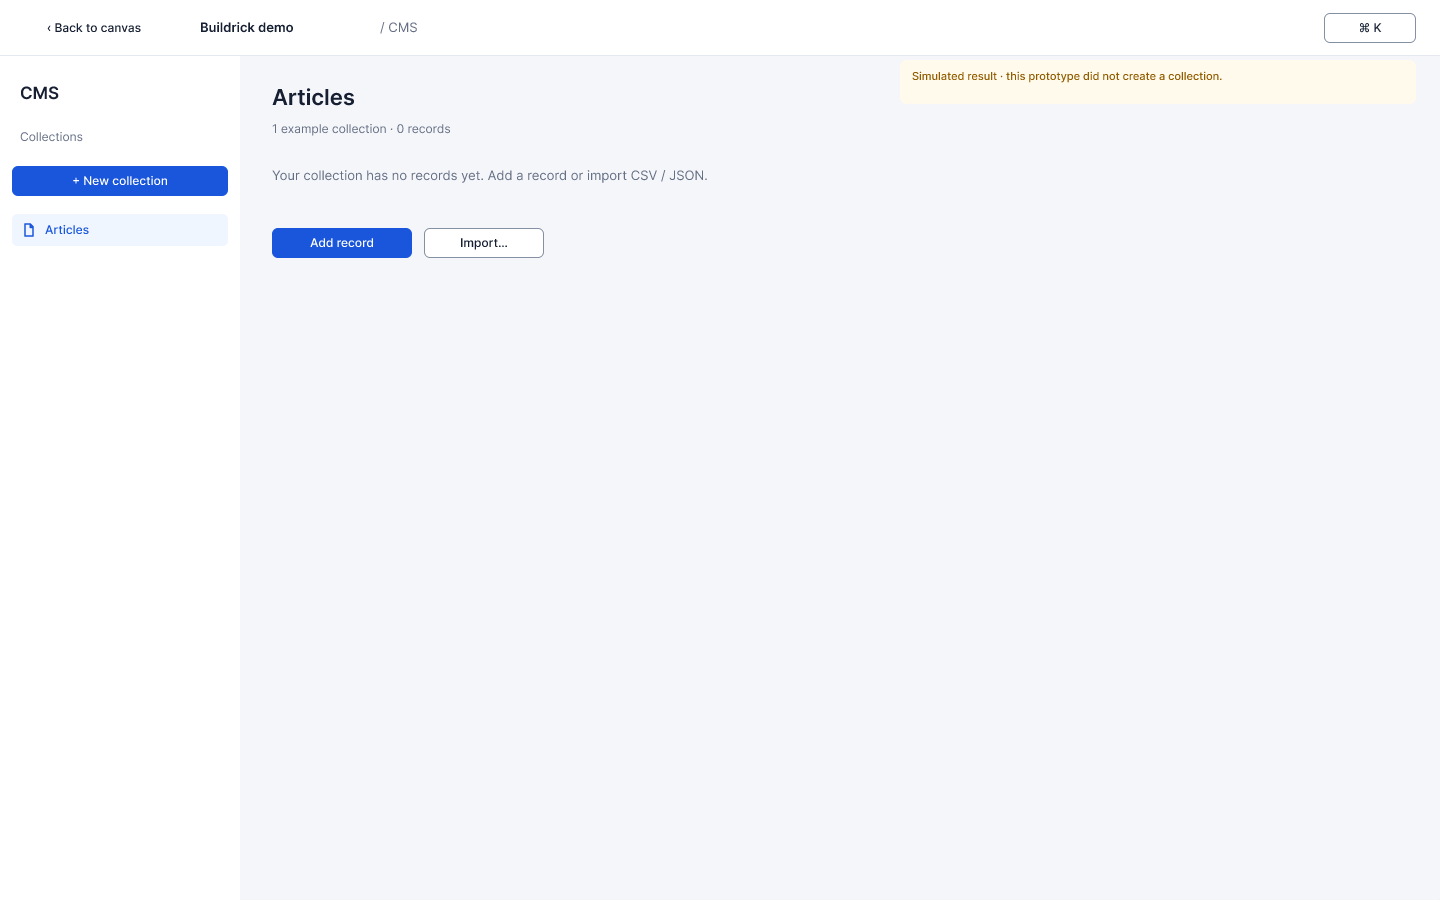 ‹ Back to canvas
Buildrick demo
/ CMS
⌘ K
Simulated result · this prototype did not create a collection.
CMS
Collections
+ New collection
Articles
Articles
1 example collection · 0 records
Your collection has no records yet. Add a record or import CSV / JSON.
Add record
Import...